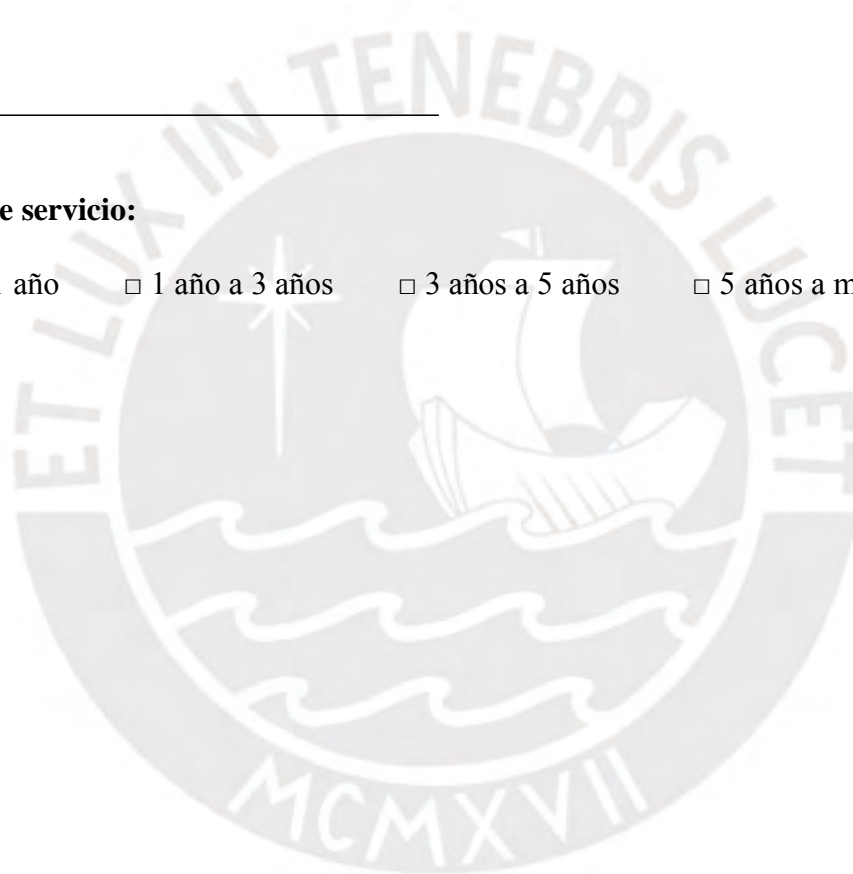 e servicio:
año □ 1 año a 3 años □ 3 años a 5 años □ 5 años a m
ET LUX IN TENEBRIS LUCET
MCMXVII